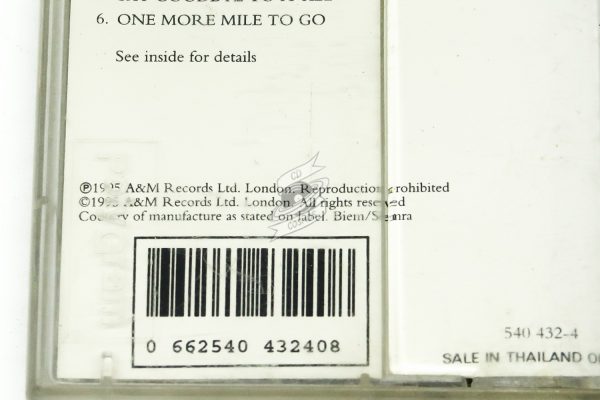 6. ONE MORE MILE TO GO
See inside for details
℗1995 A&M Records Ltd. London. Reproduction prohibited
©1995 A&M Records Ltd. London. All rights reserved
Country of manufacture as stated on label. Biem/Stemra
0 662540 432408
540 432-4
SALE IN THAILAND
CD